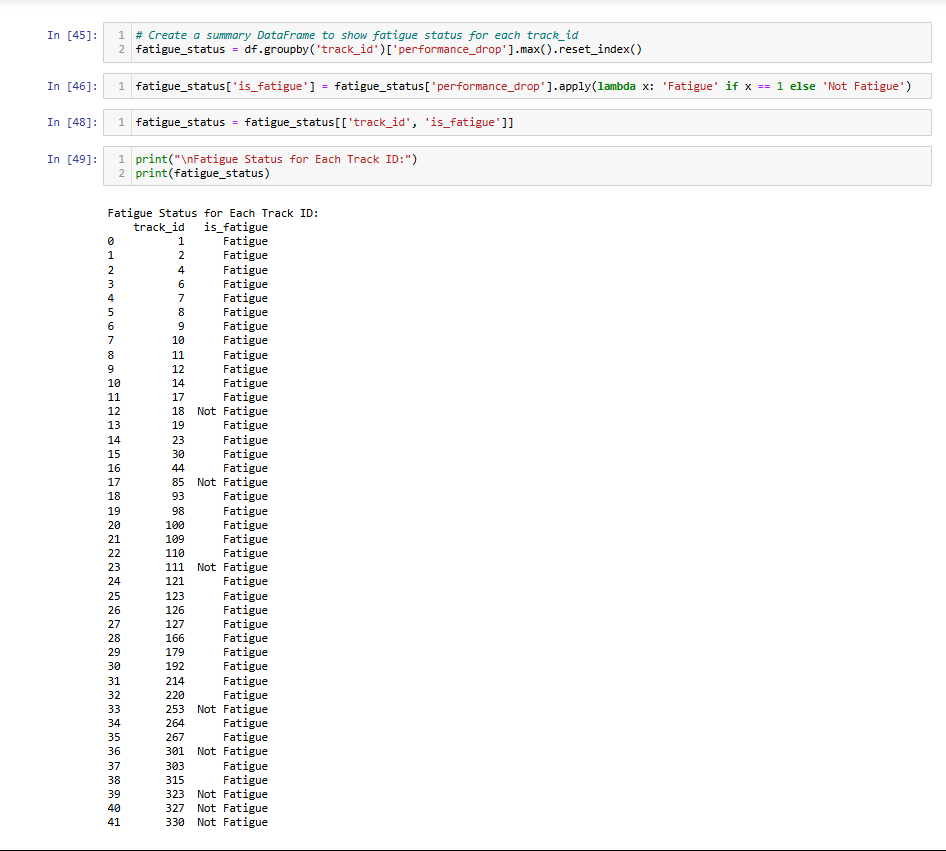 In [45]:
1 # Create a summary DataFrame to show fatigue status for each track_id
2 fatigue_status = df.groupby('track_id')['performance_drop'].max().reset_index()
In [46]:
1 fatigue_status['is_fatigue'] = fatigue_status['performance_drop'].apply(lambda x: 'Fatigue' if x == 1 else 'Not Fatigue')
In [48]:
1 fatigue_status = fatigue_status[['track_id', 'is_fatigue']]
In [49]:
1 print("\nFatigue Status for Each Track ID:")
2 print(fatigue_status)
Fatigue Status for Each Track ID:
track_id is_fatigue
0 1 Fatigue
1 2 Fatigue
2 4 Fatigue
3 6 Fatigue
4 7 Fatigue
5 8 Fatigue
6 9 Fatigue
7 10 Fatigue
8 11 Fatigue
9 12 Fatigue
10 14 Fatigue
11 17 Fatigue
12 18 Not Fatigue
13 19 Fatigue
14 23 Fatigue
15 30 Fatigue
16 44 Fatigue
17 85 Not Fatigue
18 93 Fatigue
19 98 Fatigue
20 100 Fatigue
21 109 Fatigue
22 110 Fatigue
23 111 Not Fatigue
24 121 Fatigue
25 123 Fatigue
26 126 Fatigue
27 127 Fatigue
28 166 Fatigue
29 179 Fatigue
30 192 Fatigue
31 214 Fatigue
32 220 Fatigue
33 253 Not Fatigue
34 264 Fatigue
35 267 Fatigue
36 301 Not Fatigue
37 303 Fatigue
38 315 Fatigue
39 323 Not Fatigue
40 327 Not Fatigue
41 330 Not Fatigue